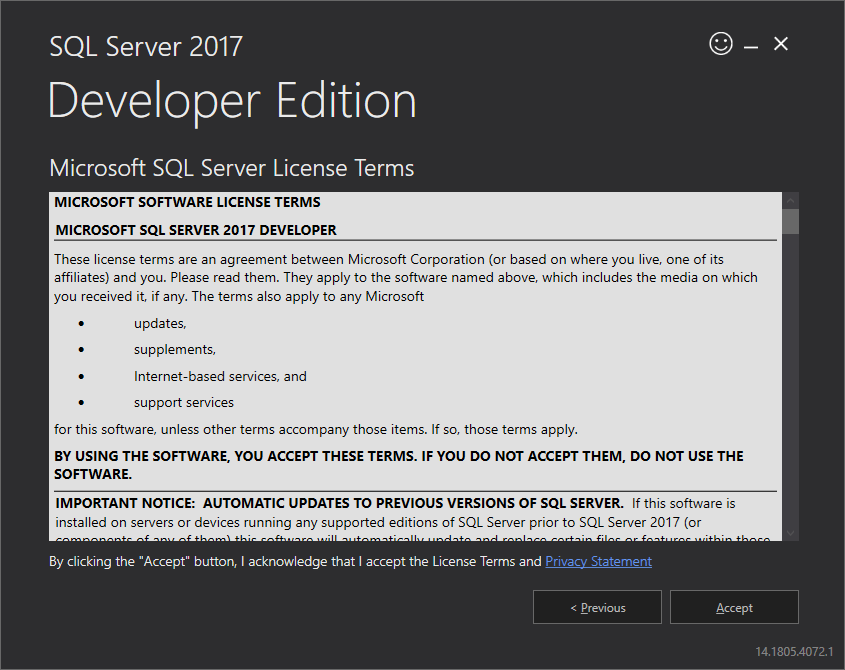 SQL Server 2017
Developer Edition
Microsoft SQL Server License Terms
MICROSOFT SOFTWARE LICENSE TERMS
MICROSOFT SQL SERVER 2017 DEVELOPER
These license terms are an agreement between Microsoft Corporation (or based on where you live, one of its
affiliates) and you. Please read them. They apply to the software named above, which includes the media on which
you received it, if any. The terms also apply to any Microsoft
• updates,
• supplements,
• Internet-based services, and
• support services
for this software, unless other terms accompany those items. If so, those terms apply.
BY USING THE SOFTWARE, YOU ACCEPT THESE TERMS. IF YOU DO NOT ACCEPT THEM, DO NOT USE THE
SOFTWARE.
IMPORTANT NOTICE:  AUTOMATIC UPDATES TO PREVIOUS VERSIONS OF SQL SERVER.  If this software is
installed on servers or devices running any supported editions of SQL Server prior to SQL Server 2017 (or
components of any of them) this software will automatically update and replace certain files or features within those
By clicking the "Accept" button, I acknowledge that I accept the License Terms and Privacy Statement
< Previous
Accept
14.1805.4072.1